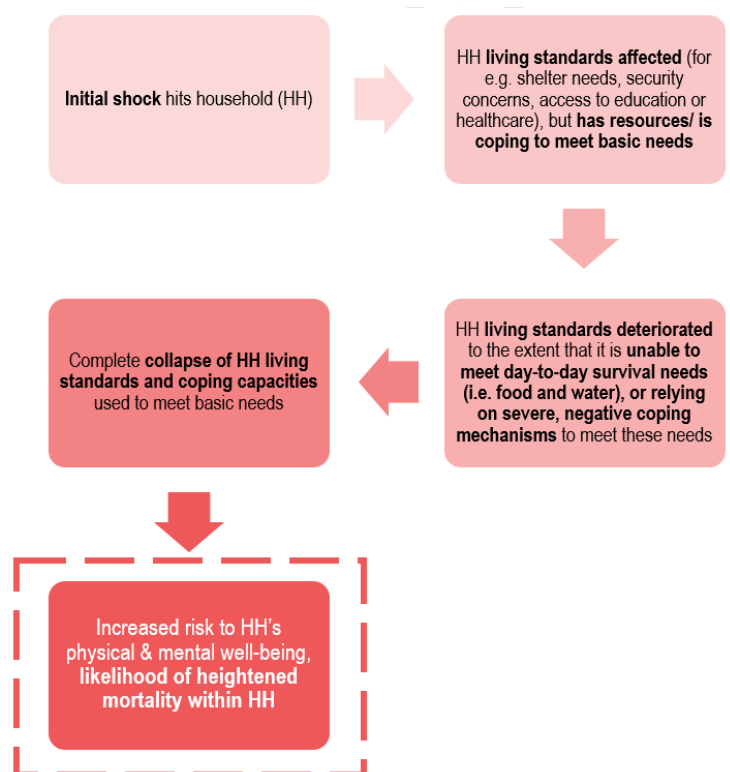 Initial shock hits household (HH)
HH living standards affected (for
e.g. shelter needs, security
concerns, access to education or
healthcare), but has resources/ is
coping to meet basic needs
HH living standards deteriorated
to the extent that it is unable to
meet day-to-day survival needs
(i.e. food and water), or relying
on severe, negative coping
mechanisms to meet these needs
Complete collapse of HH living
standards and coping capacities
used to meet basic needs
Increased risk to HH's
physical & mental well-being,
likelihood of heightened
mortality within HH